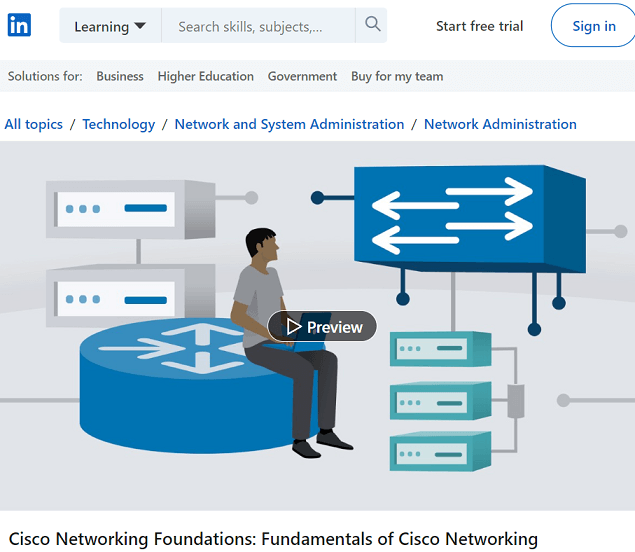 in Learning Search skills, subjects,... Start free trial Sign in
Solutions for: Business Higher Education Government Buy for my team
All topics / Technology / Network and System Administration / Network Administration
Preview
Cisco Networking Foundations: Fundamentals of Cisco Networking